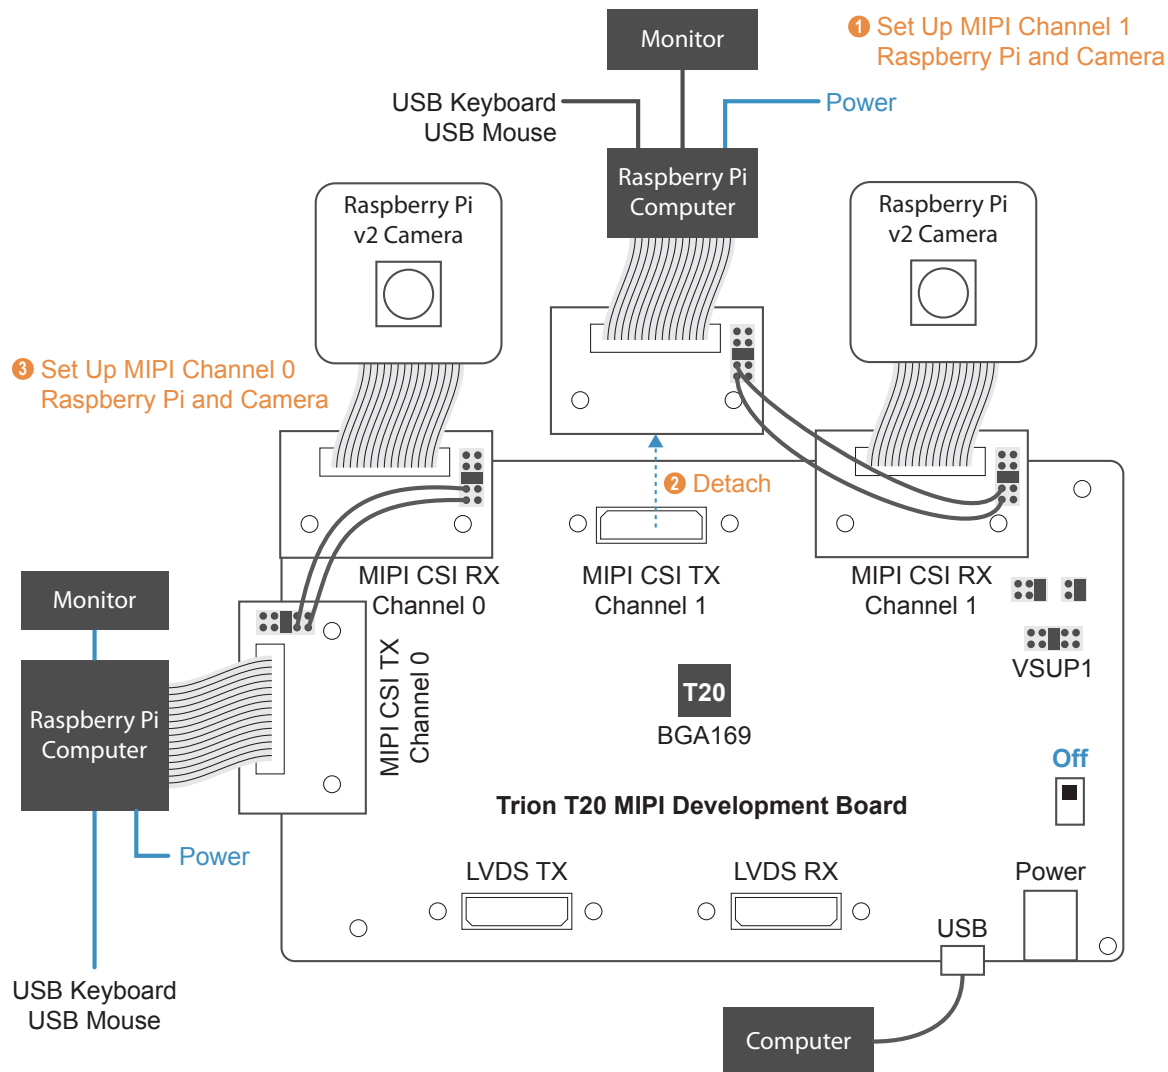 Monitor
❶ Set Up MIPI Channel 1
Raspberry Pi and Camera
USB Keyboard
USB Mouse
Power
Raspberry Pi
Computer
Raspberry Pi
v2 Camera
Raspberry Pi
v2 Camera
❸ Set Up MIPI Channel 0
Raspberry Pi and Camera
❷ Detach
MIPI CSI RX
Channel 0
MIPI CSI TX
Channel 1
MIPI CSI RX
Channel 1
Monitor
MIPI CSI TX
Channel 0
VSUP1
T20
BGA169
Raspberry Pi
Computer
Off
Trion T20 MIPI Development Board
Power
LVDS TX
LVDS RX
Power
USB
USB Keyboard
USB Mouse
Computer